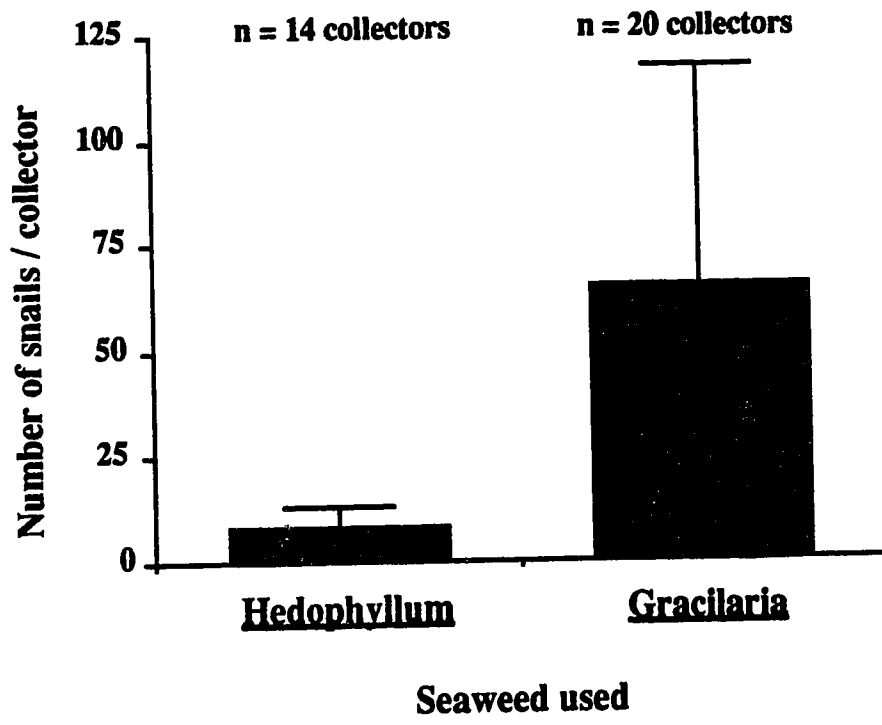 n = 14 collectors
n = 20 collectors
125
100
75
50
25
0
Number of snails / collector
Hedophyllum
Gracilaria
Seaweed used